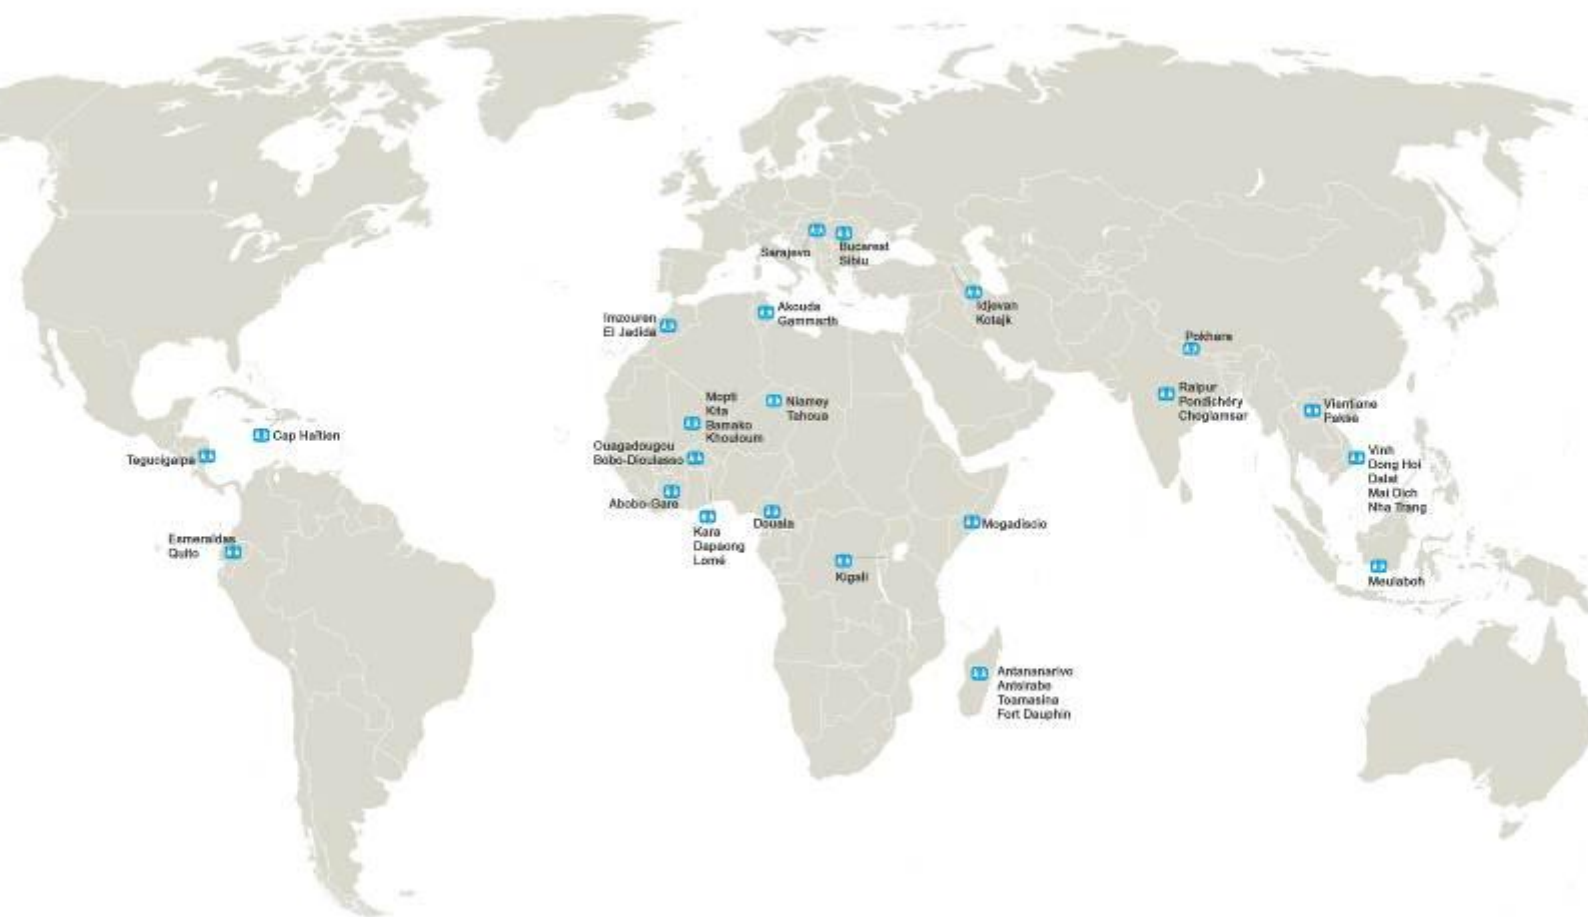 Sarajevo
Bucarest
Sibiu
Idjevan
Kotajk
Imzouren
El Jadida
Akouda
Gammarth
Pokhara
Raipur
Pondichéry
Choglamsar
Vientiane
Pakse
Vinh
Dong Hoi
Dalat
Mai Dich
Nha Trang
Meulaboh
Mopti
Kita
Bamako
Khouloum
Niamey
Tahoua
Ouagadougou
Bobo-Dioulasso
Abobo-Gare
Kara
Dapaong
Lomé
Douala
Mogadiscio
Kigali
Antananarivo
Antsirabe
Toamasina
Fort Dauphin
Cap Haïtien
Tegucigalpa
Esmeraldas
Quito